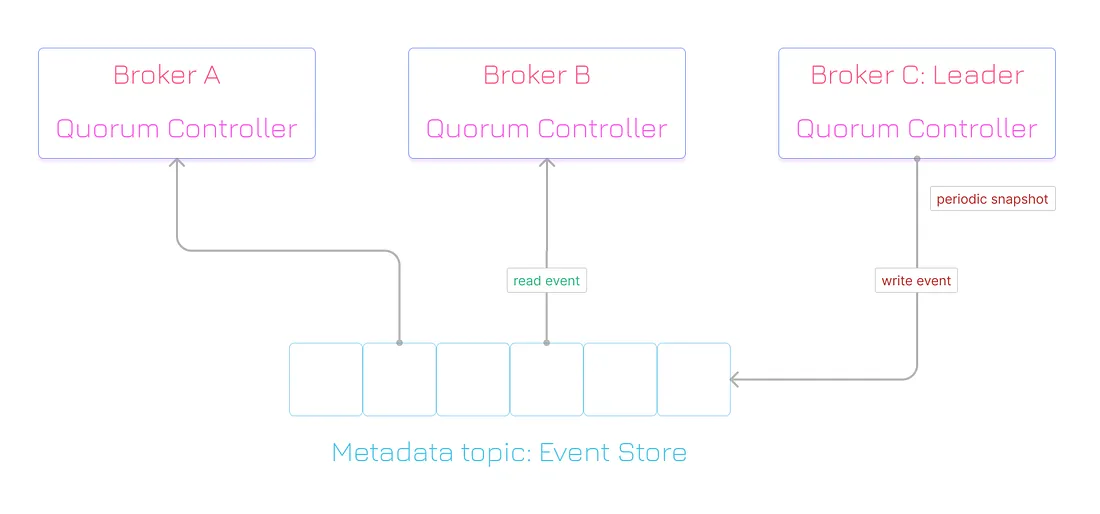 Broker A
Quorum Controller
Broker B
Quorum Controller
Broker C: Leader
Quorum Controller
periodic snapshot
read event
write event
Metadata topic: Event Store